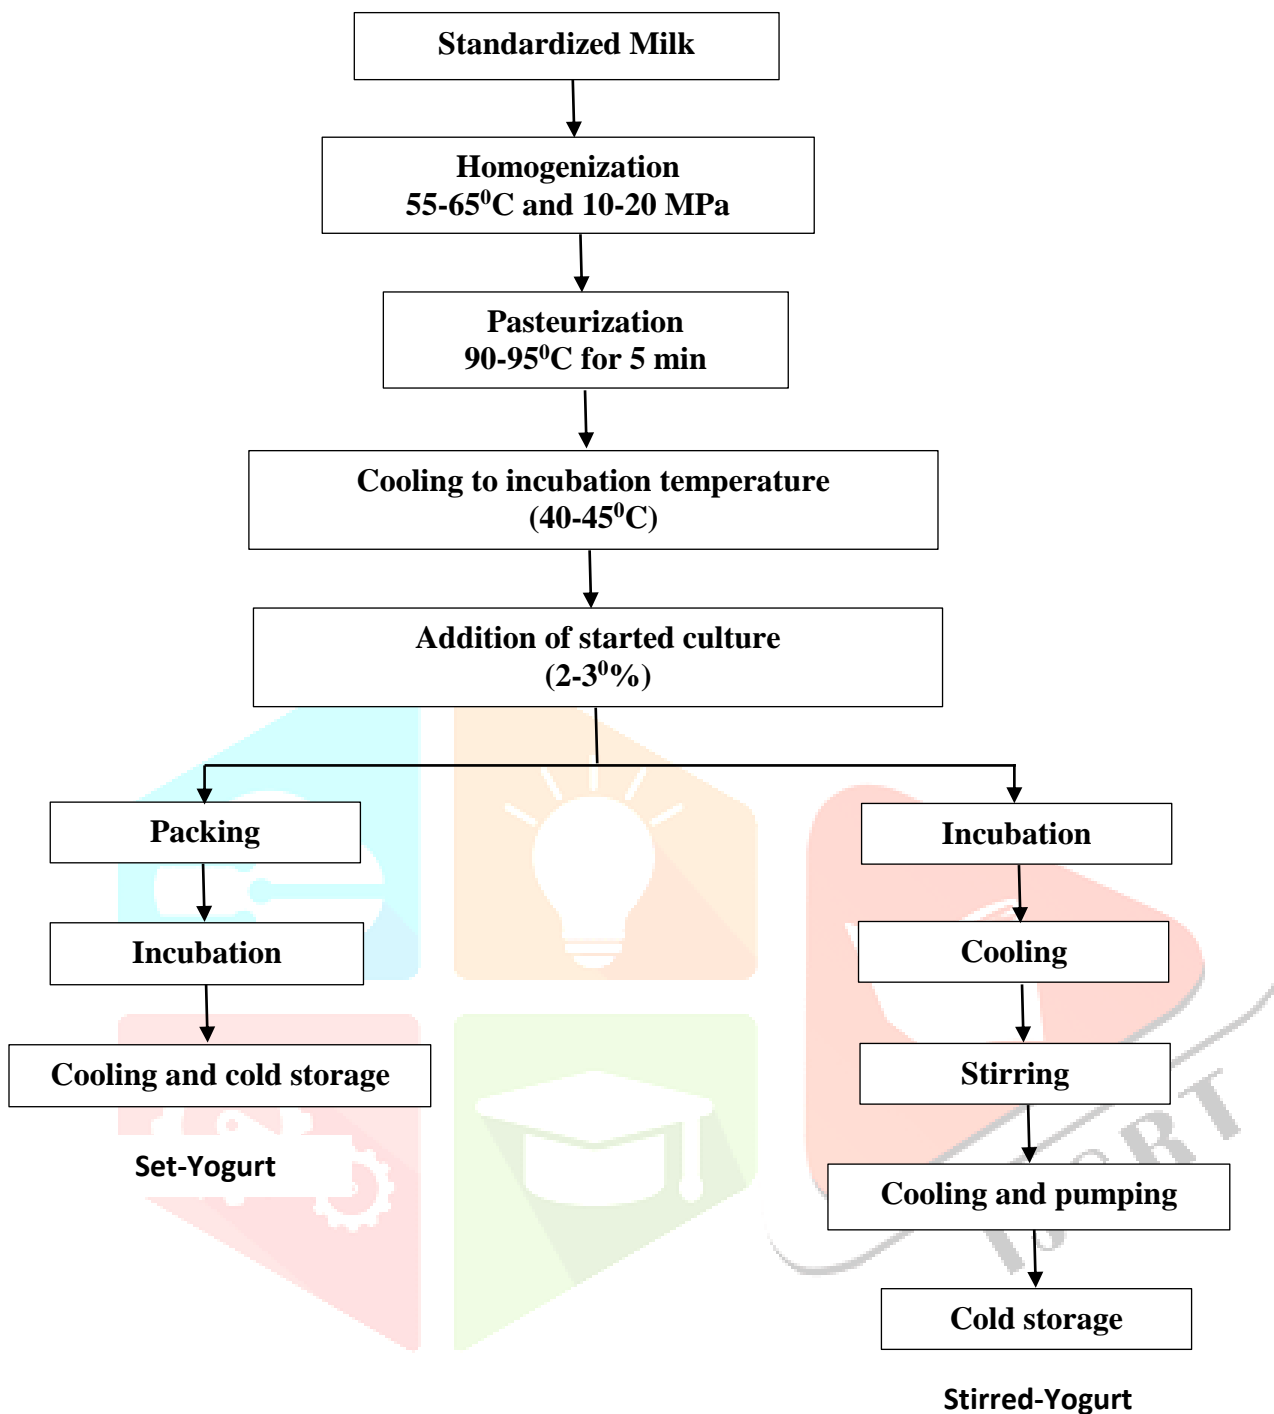 Standardized Milk
Homogenization
55-65⁰C and 10-20 MPa
Pasteurization
90-95⁰C for 5 min
Cooling to incubation temperature
(40-45⁰C)
Addition of started culture
(2-3⁰%)
Packing
Incubation
Cooling and cold storage
Set-Yogurt
Incubation
Cooling
Stirring
Cooling and pumping
Cold storage
Stirred-Yogurt